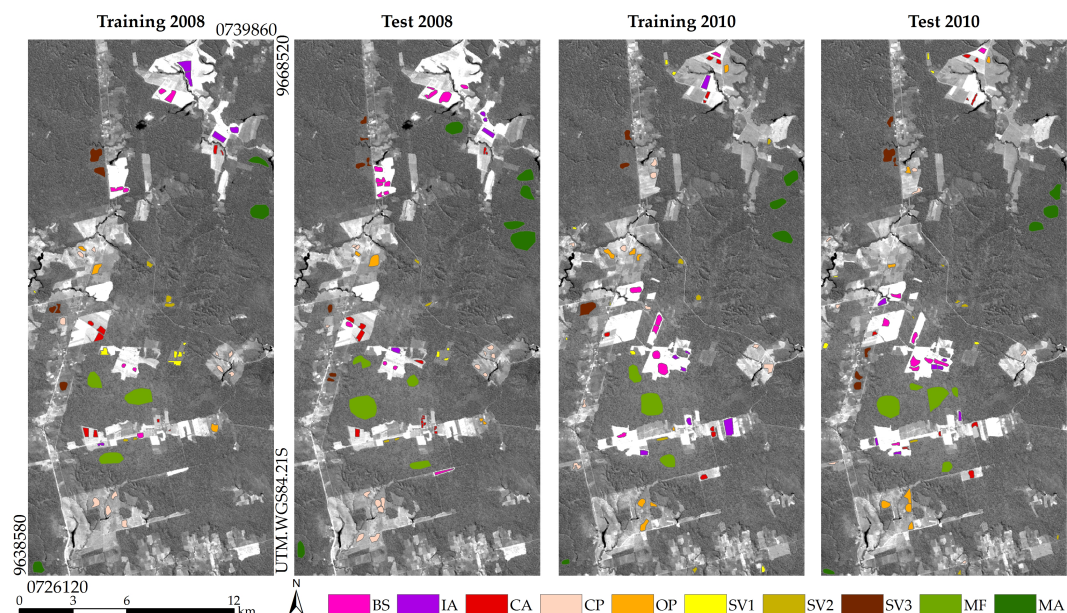 Training 2008
Test 2008
Training 2010
Test 2010
0739860
9668520
9638580
UTM.WGS84.21S
0726120
0 3 6 12
km
N
BS IA CA CP OP SV1 SV2 SV3 MF MA